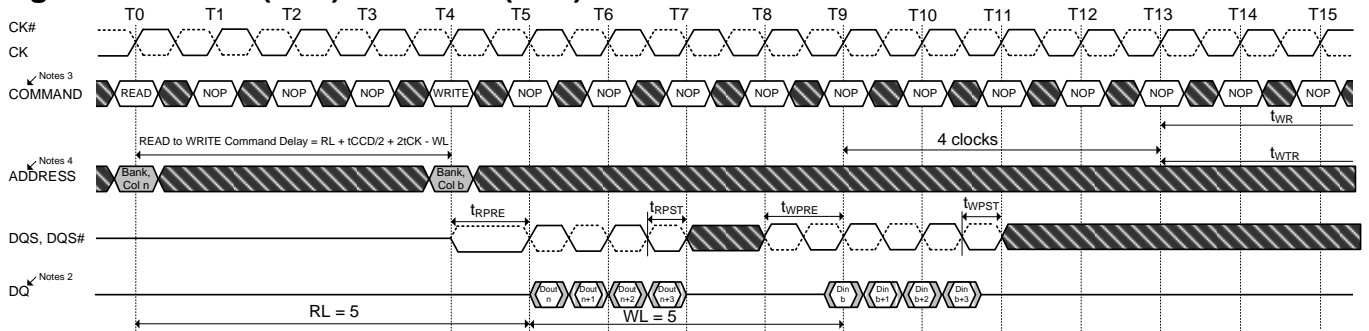 T0 T1 T2 T3 T4 T5 T6 T7 T8 T9 T10 T11 T12 T13 T14 T15
CK#
CK
Notes 3
COMMAND READ NOP NOP NOP WRITE NOP NOP NOP NOP NOP NOP NOP NOP NOP NOP NOP
tWR
READ to WRITE Command Delay = RL + tCCD/2 + 2tCK - WL
4 clocks
tWTR
Notes 4
ADDRESS
Bank, Col n
Bank, Col b
tRPRE tRPST tWPRE tWPST
DQS, DQS#
Notes 2
DQ
Dout n
Dout n+1
Dout n+2
Dout n+3
Din b
Din b+1
Din b+2
Din b+3
RL = 5 WL = 5